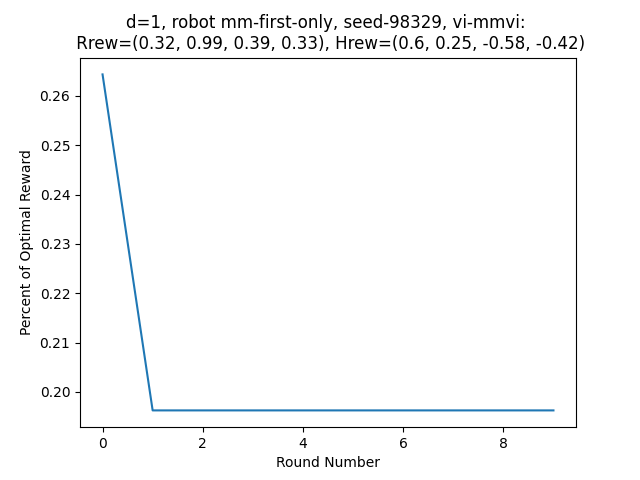 d=1, robot mm-first-only, seed-98329, vi-mmvi:
Rrew=(0.32, 0.99, 0.39, 0.33), Hrew=(0.6, 0.25, -0.58, -0.42)
0.26
0.25
0.24
0.23
0.22
0.21
0.20
Percent of Optimal Reward
0 2 4 6 8
Round Number